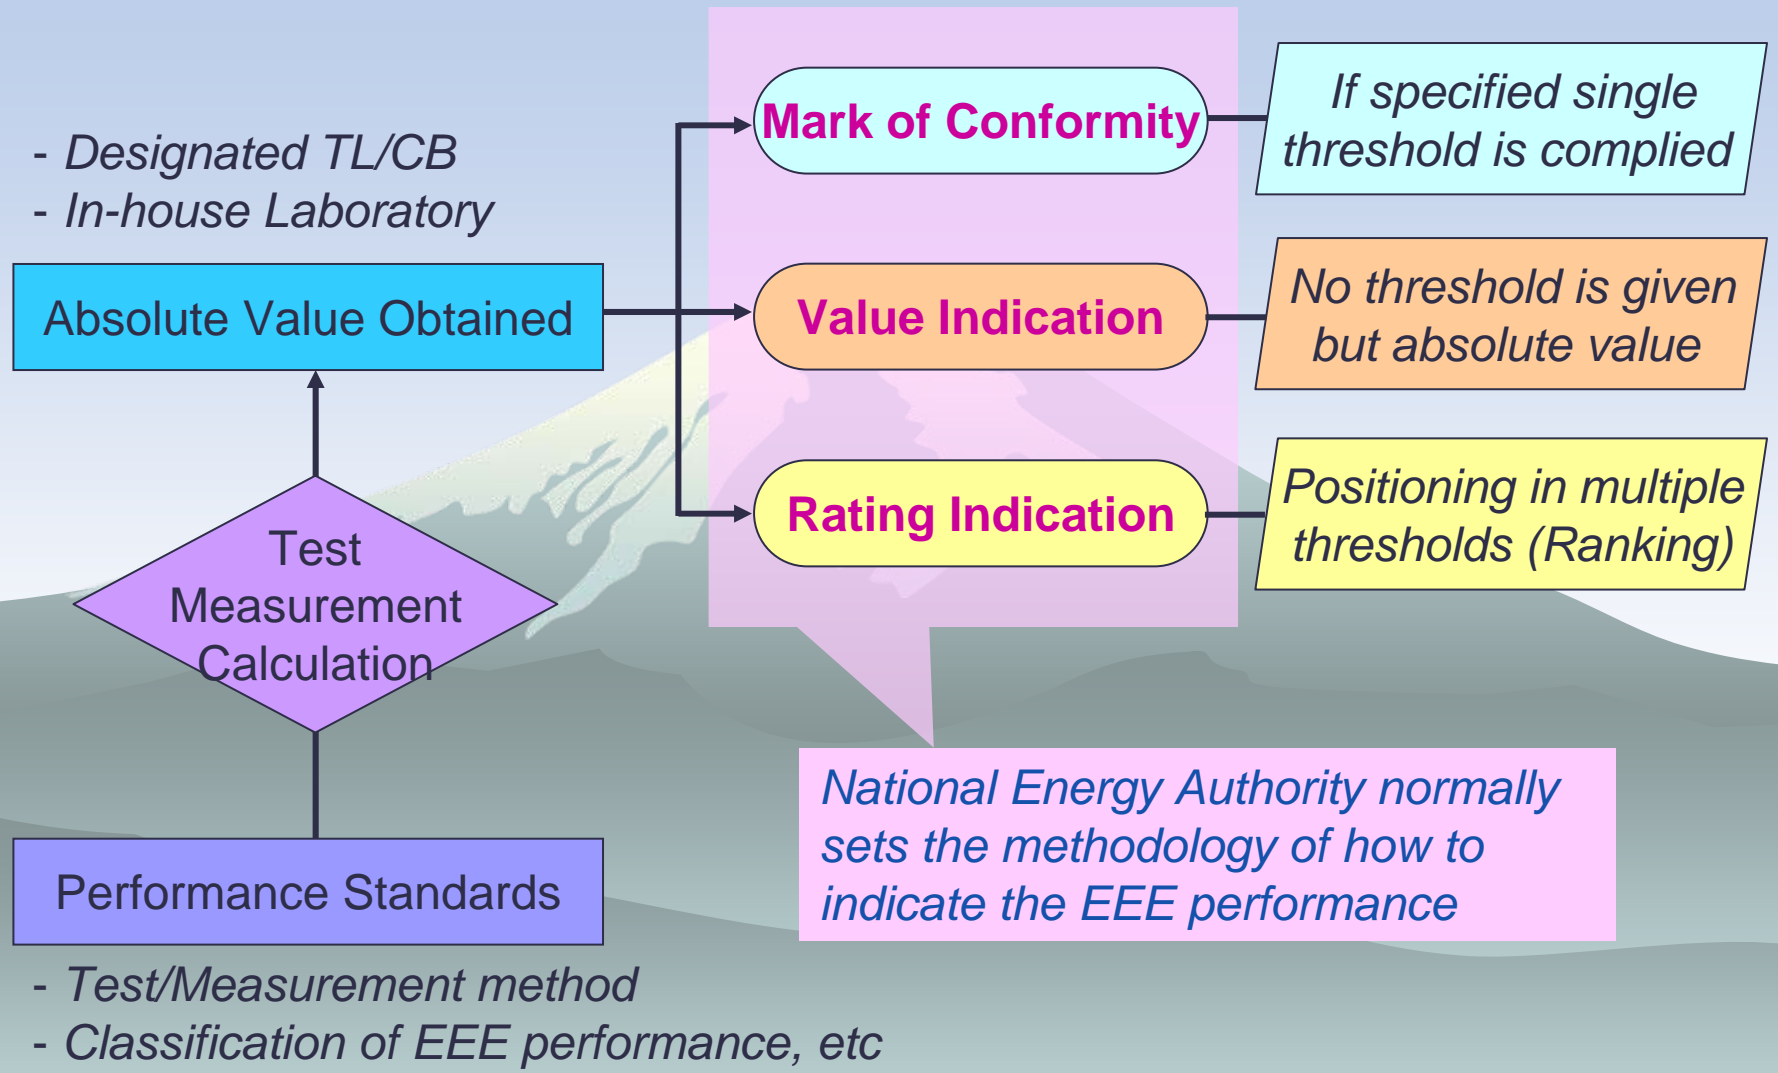 - Designated TL/CB
- In-house Laboratory
Absolute Value Obtained
Test
Measurement
Calculation
Performance Standards
- Test/Measurement method
- Classification of EEE performance, etc
Mark of Conformity
If specified single
threshold is complied
Value Indication
No threshold is given
but absolute value
Rating Indication
Positioning in multiple
thresholds (Ranking)
National Energy Authority normally
sets the methodology of how to
indicate the EEE performance